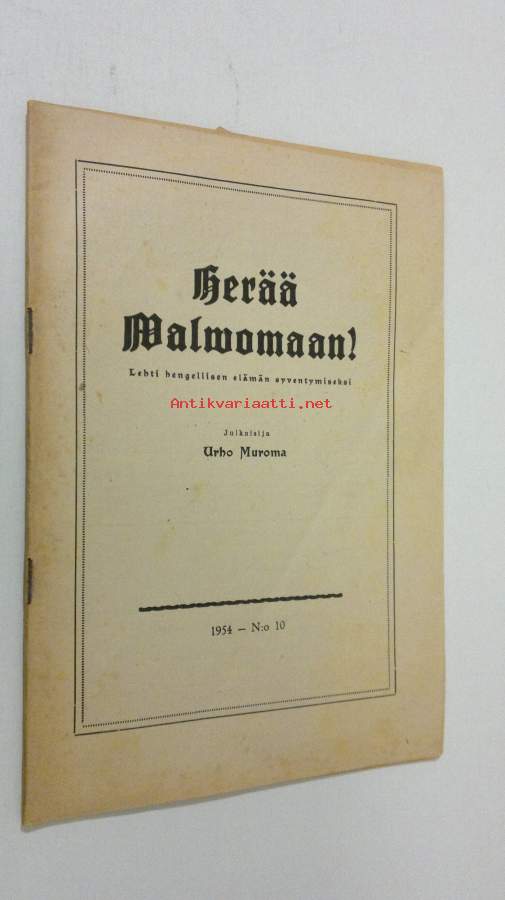 Herää
Walwomaan!
Lehti hengellisen elämän syventymiseksi
Antikvariaatti.net
Julkaisija
Urho Muroma
1954 — N:o 10